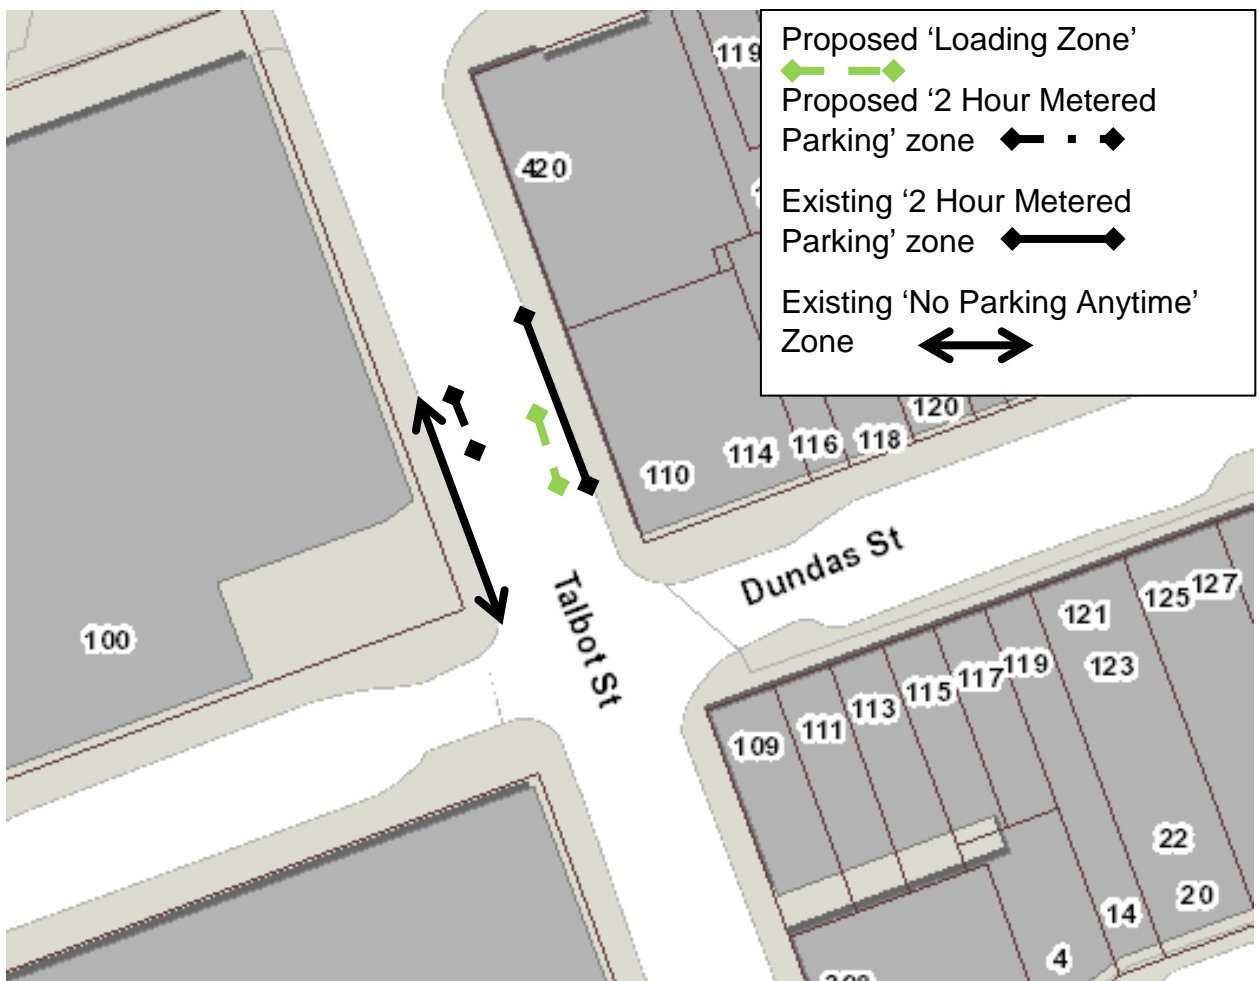 Proposed ‘Loading Zone’
Proposed ‘2 Hour Metered
Parking’ zone
Existing ‘2 Hour Metered
Parking’ zone
Existing ‘No Parking Anytime’
Zone
119
420
120
118
116
114
110
Dundas St
Talbot St
100
127
125
121
123
119
117
115
113
111
109
22
20
14
4